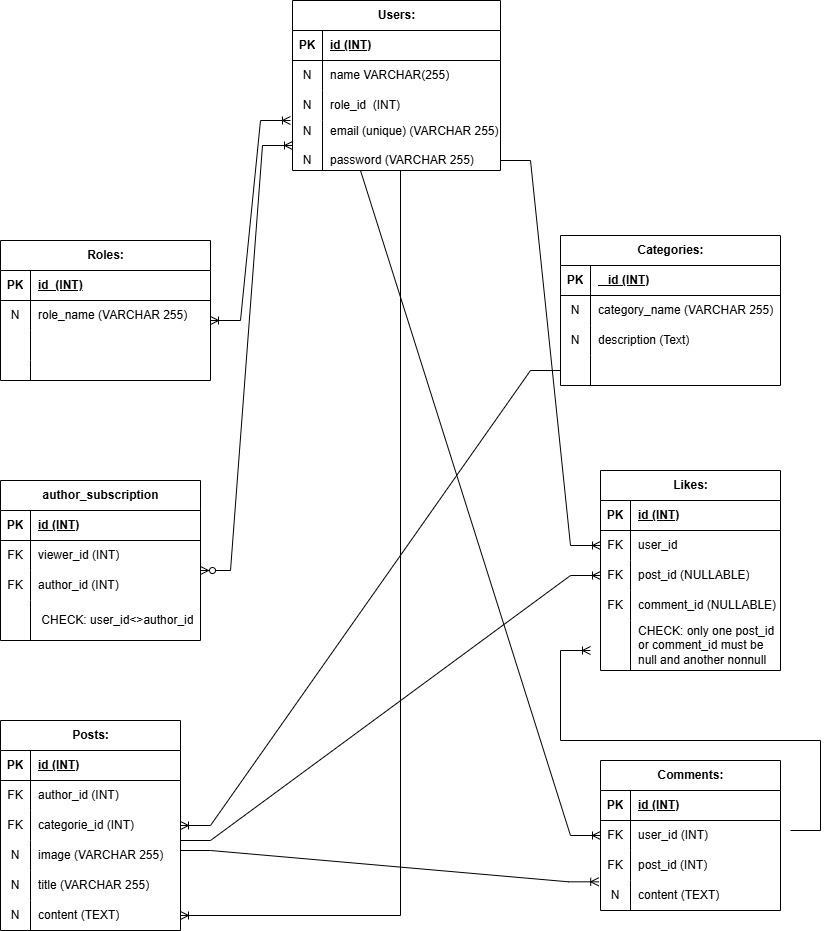 Users:
PK id (INT)
N name VARCHAR(255)
N role_id (INT)
N email (unique) (VARCHAR 255)
N password (VARCHAR 255)
Roles:
PK id (INT)
N role_name (VARCHAR 255)
Categories:
PK _id (INT)
N category_name (VARCHAR 255)
N description (Text)
author_subscription
PK id (INT)
FK viewer_id (INT)
FK author_id (INT)
CHECK: user_id<>author_id
Likes:
PK id (INT)
FK user_id
FK post_id (NULLABLE)
FK comment_id (NULLABLE)
CHECK: only one post_id
or comment_id must be
null and another nonnull
Posts:
PK id (INT)
FK author_id (INT)
FK categorie_id (INT)
N image (VARCHAR 255)
N title (VARCHAR 255)
N content (TEXT)
Comments:
PK id (INT)
FK user_id (INT)
FK post_id (INT)
N content (TEXT)